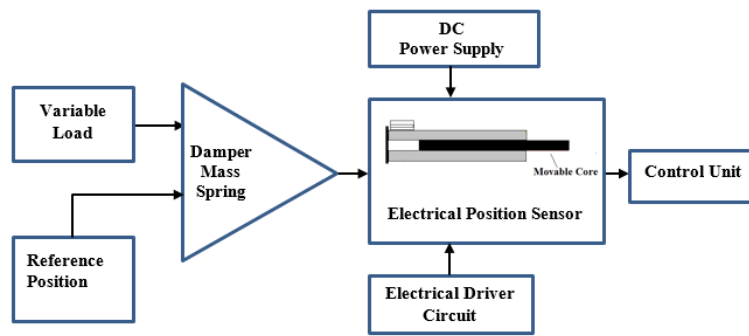 DC
Power Supply
Variable
Load
Damper
Mass
Spring
Movable Core
Electrical Position Sensor
Control Unit
Reference
Position
Electrical Driver
Circuit